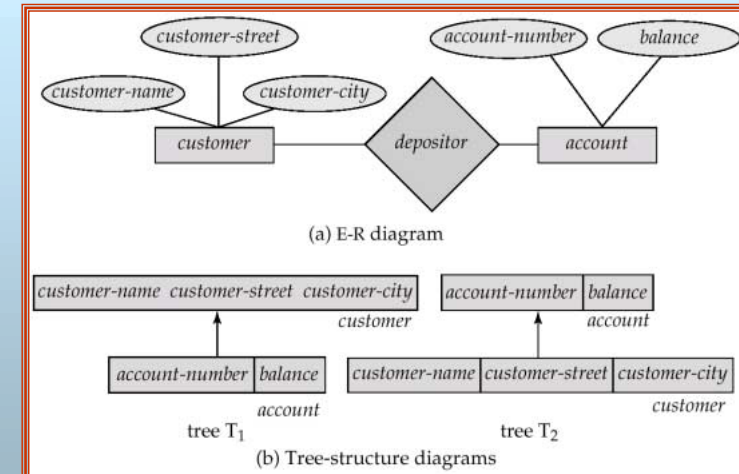 customer-street
account-number
balance
customer-name
customer-city
customer
depositor
account
(a) E-R diagram
customer-name customer-street customer-city
customer
account-number balance
account
account-number balance
account
customer-name customer-street customer-city
customer
tree T1
tree T2
(b) Tree-structure diagrams